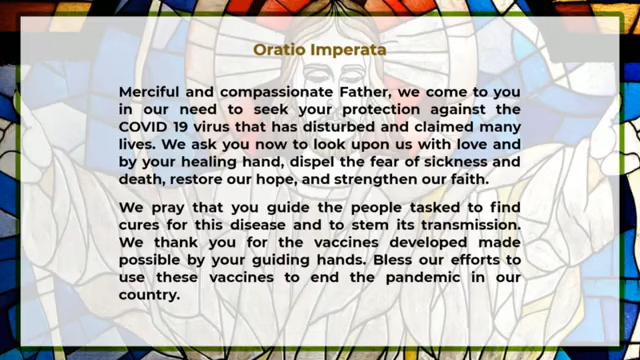 Oratio Imperata
Merciful and compassionate Father, we come to you
in our need to seek your protection against the
COVID 19 virus that has disturbed and claimed many
lives. We ask you now to look upon us with love and
by your healing hand, dispel the fear of sickness and
death, restore our hope, and strengthen our faith.
We pray that you guide the people tasked to find
cures for this disease and to stem its transmission.
We thank you for the vaccines developed made
possible by your guiding hands. Bless our efforts to
use these vaccines to end the pandemic in our
country.